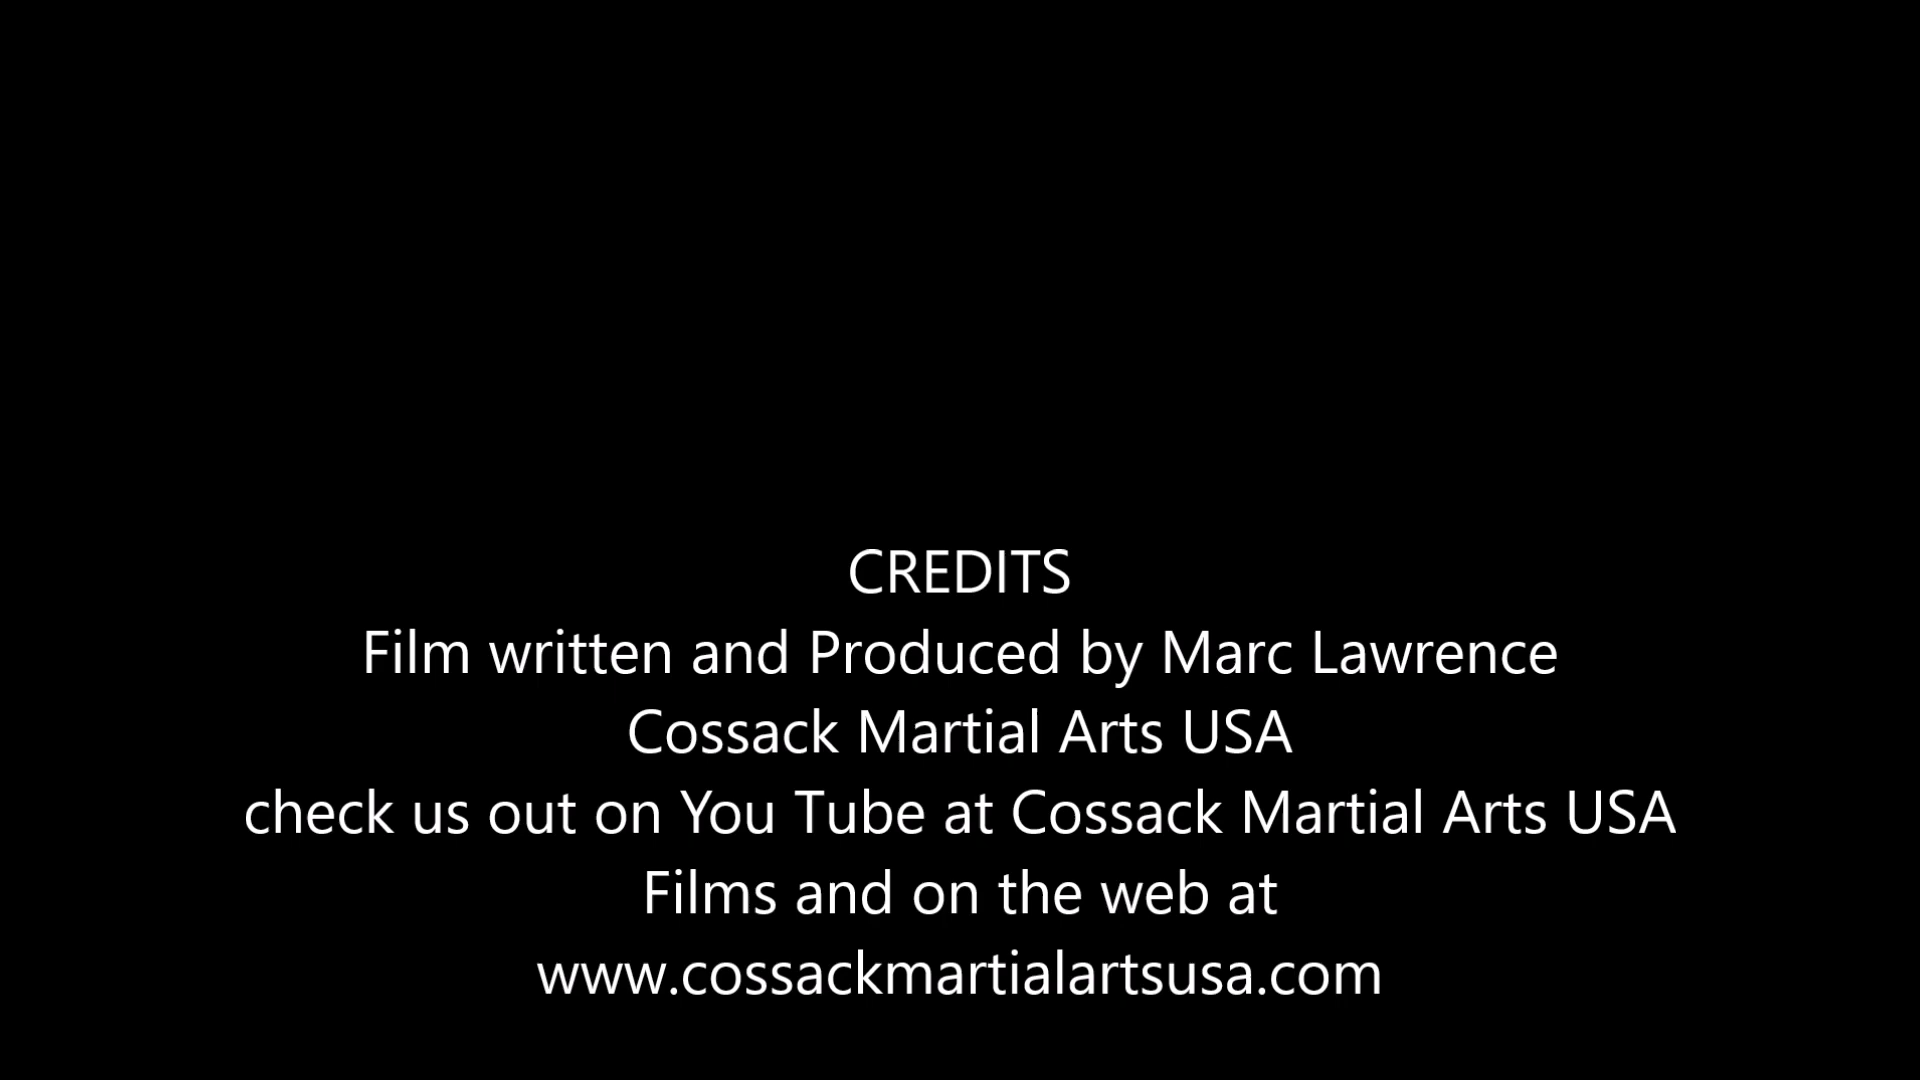 CREDITS
Film written and Produced by Marc Lawrence
Cossack Martial Arts USA
check us out on You Tube at Cossack Martial Arts USA
Films and on the web at
www.cossackmartialartsusa.com